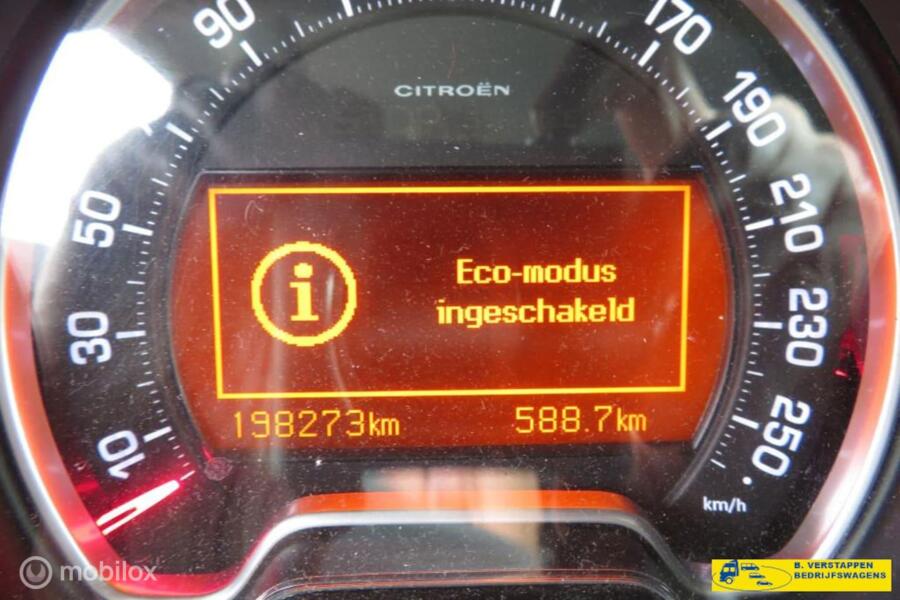 90
170
CITROËN
190
50
210
Eco-modus
ingeschakeld
30
230
198273km
588.7km
10
250
km/h
mobilox
B. VERSTAPPEN
BEDRIJFSWAGENS